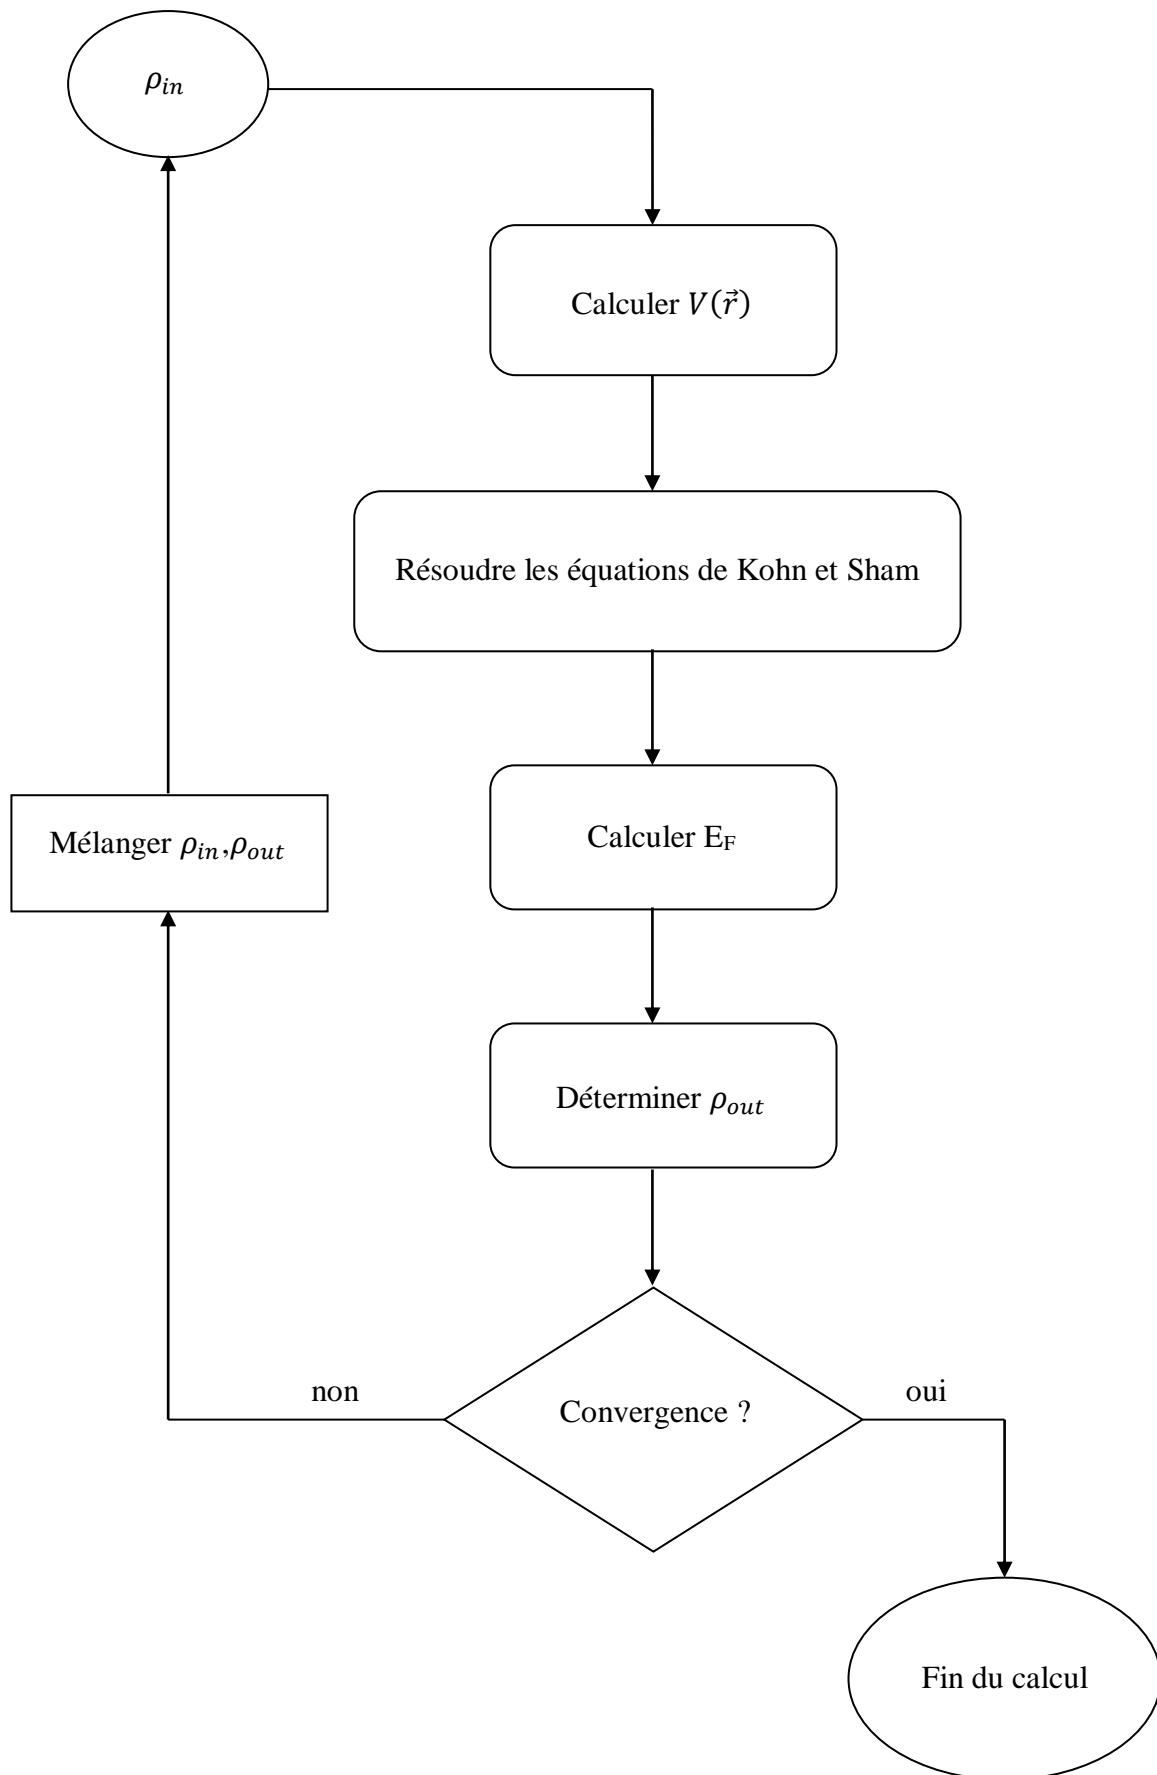 ρ_in
Calculer V(r⃗)
Résoudre les équations de Kohn et Sham
Calculer E_F
Mélanger ρ_in,ρ_out
Déterminer ρ_out
non
Convergence ?
oui
Fin du calcul